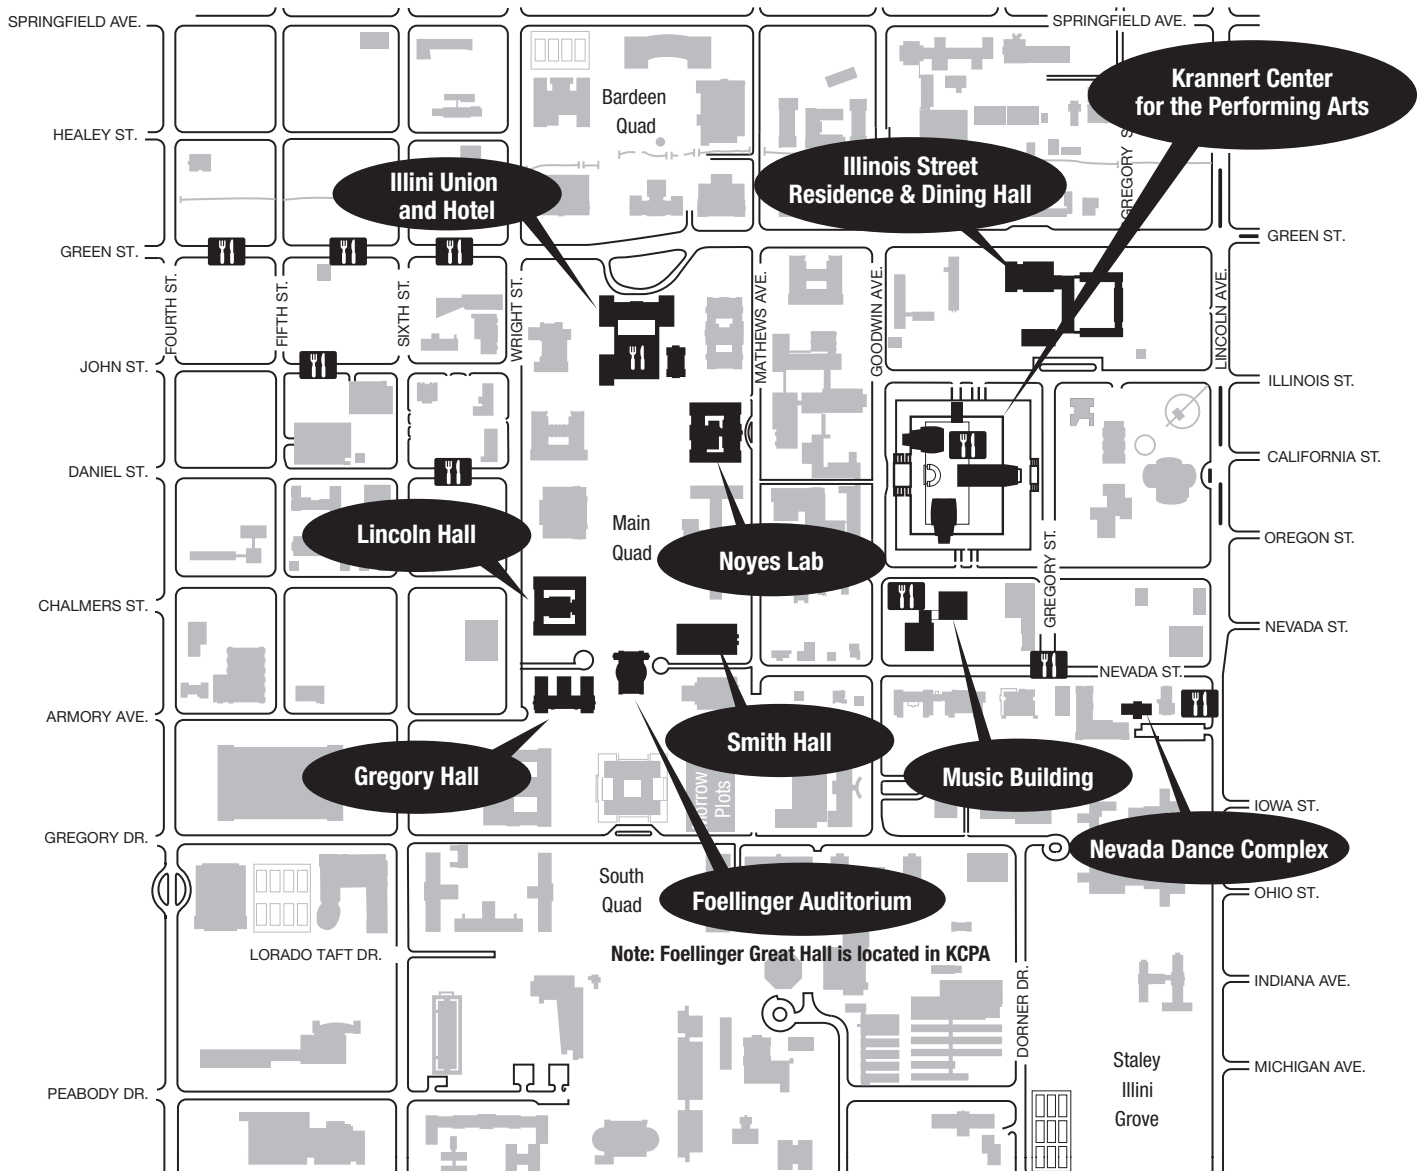 SPRINGFIELD AVE.
SPRINGFIELD AVE.
Krannert Center
for the Performing Arts
Bardeen
Quad
HEALEY ST.
GREGORY S
Illinois Street
Residence & Dining Hall
Illini Union
and Hotel
GREEN ST.
GREEN ST.
FOURTH ST.
FIFTH ST.
SIXTH ST.
WRIGHT ST.
MATHEWS AVE.
GOODWIN AVE.
LINCOLN AVE.
JOHN ST.
ILLINOIS ST.
DANIEL ST.
CALIFORNIA ST.
Lincoln Hall
Main
Quad
Noyes Lab
OREGON ST.
GREGORY ST.
CHALMERS ST.
NEVADA ST.
NEVADA ST.
ARMORY AVE.
Smith Hall
Gregory Hall
Music Building
orrow
Plots
IOWA ST.
GREGORY DR.
Nevada Dance Complex
South
Quad
Foellinger Auditorium
OHIO ST.
LORADO TAFT DR.
Note: Foellinger Great Hall is located in KCPA
DORNER DR.
INDIANA AVE.
Staley
Illini
Grove
MICHIGAN AVE.
PEABODY DR.